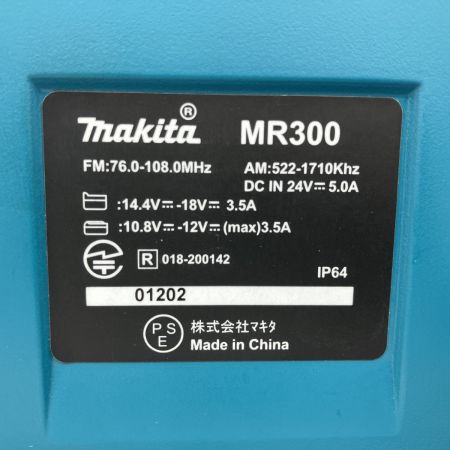 makita® MR300
FM:76.0-108.0MHz AM:522-1710Khz
DC IN 24V⎓ 5.0A
:14.4V⎓ -18V⎓ 3.5A
:10.8V⎓ -12V⎓ (max)3.5A
R 018-200142
IP64
01202
PSE 株式会社マキタ
Made in China